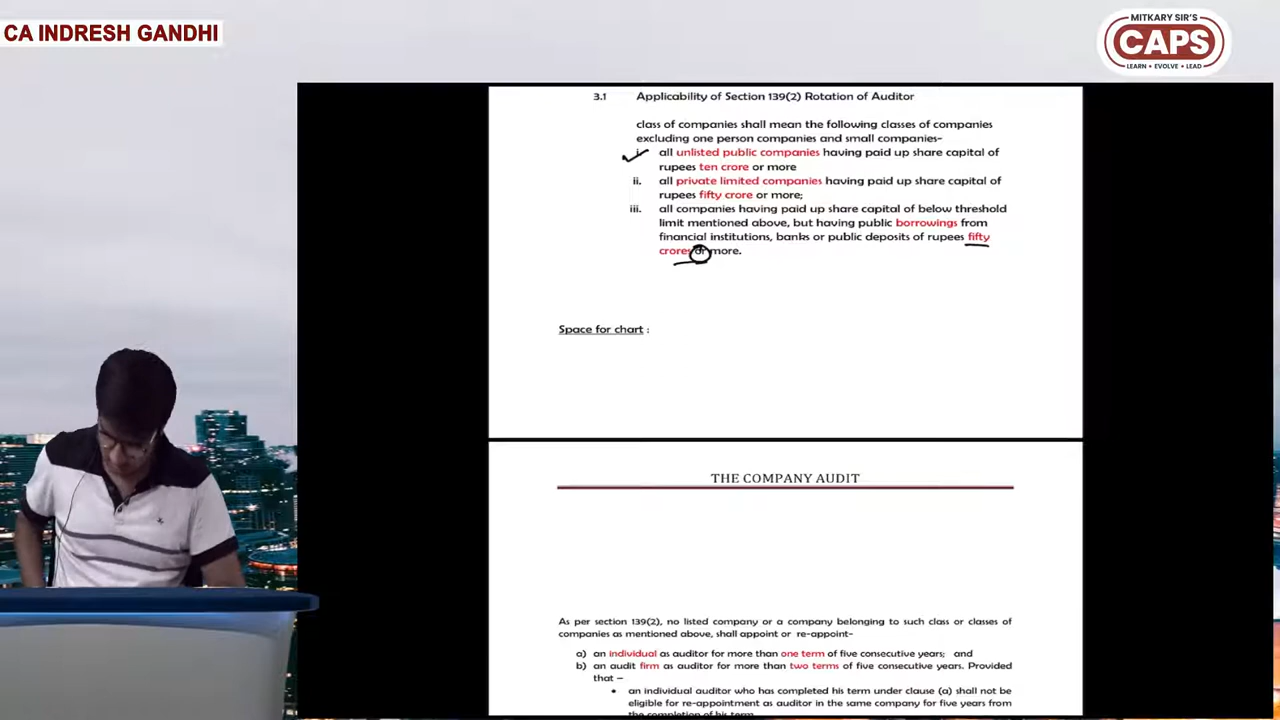 CA INDRESH GANDHI
MITKARY SIR'S
CAPS
LEARN • EVOLVE • LEAD
3.1 Applicability of Section 139(2) Rotation of Auditor
class of companies shall mean the following classes of companies
excluding one person companies and small companies-
i. all unlisted public companies having paid up share capital of
rupees ten crore or more
ii. all private limited companies having paid up share capital of
rupees fifty crore or more;
iii. all companies having paid up share capital of below threshold
limit mentioned above, but having public borrowings from
financial institutions, banks or public deposits of rupees fifty
crores or more.
Space for chart :
THE COMPANY AUDIT
As per section 139(2), no listed company or a company belonging to such class or classes of
companies as mentioned above, shall appoint or re-appoint-
a) an individual as auditor for more than one term of five consecutive years; and
b) an audit firm as auditor for more than two terms of five consecutive years. Provided
that –
• an individual auditor who has completed his term under clause (a) shall not be
eligible for re-appointment as auditor in the same company for five years from
the completion of his term